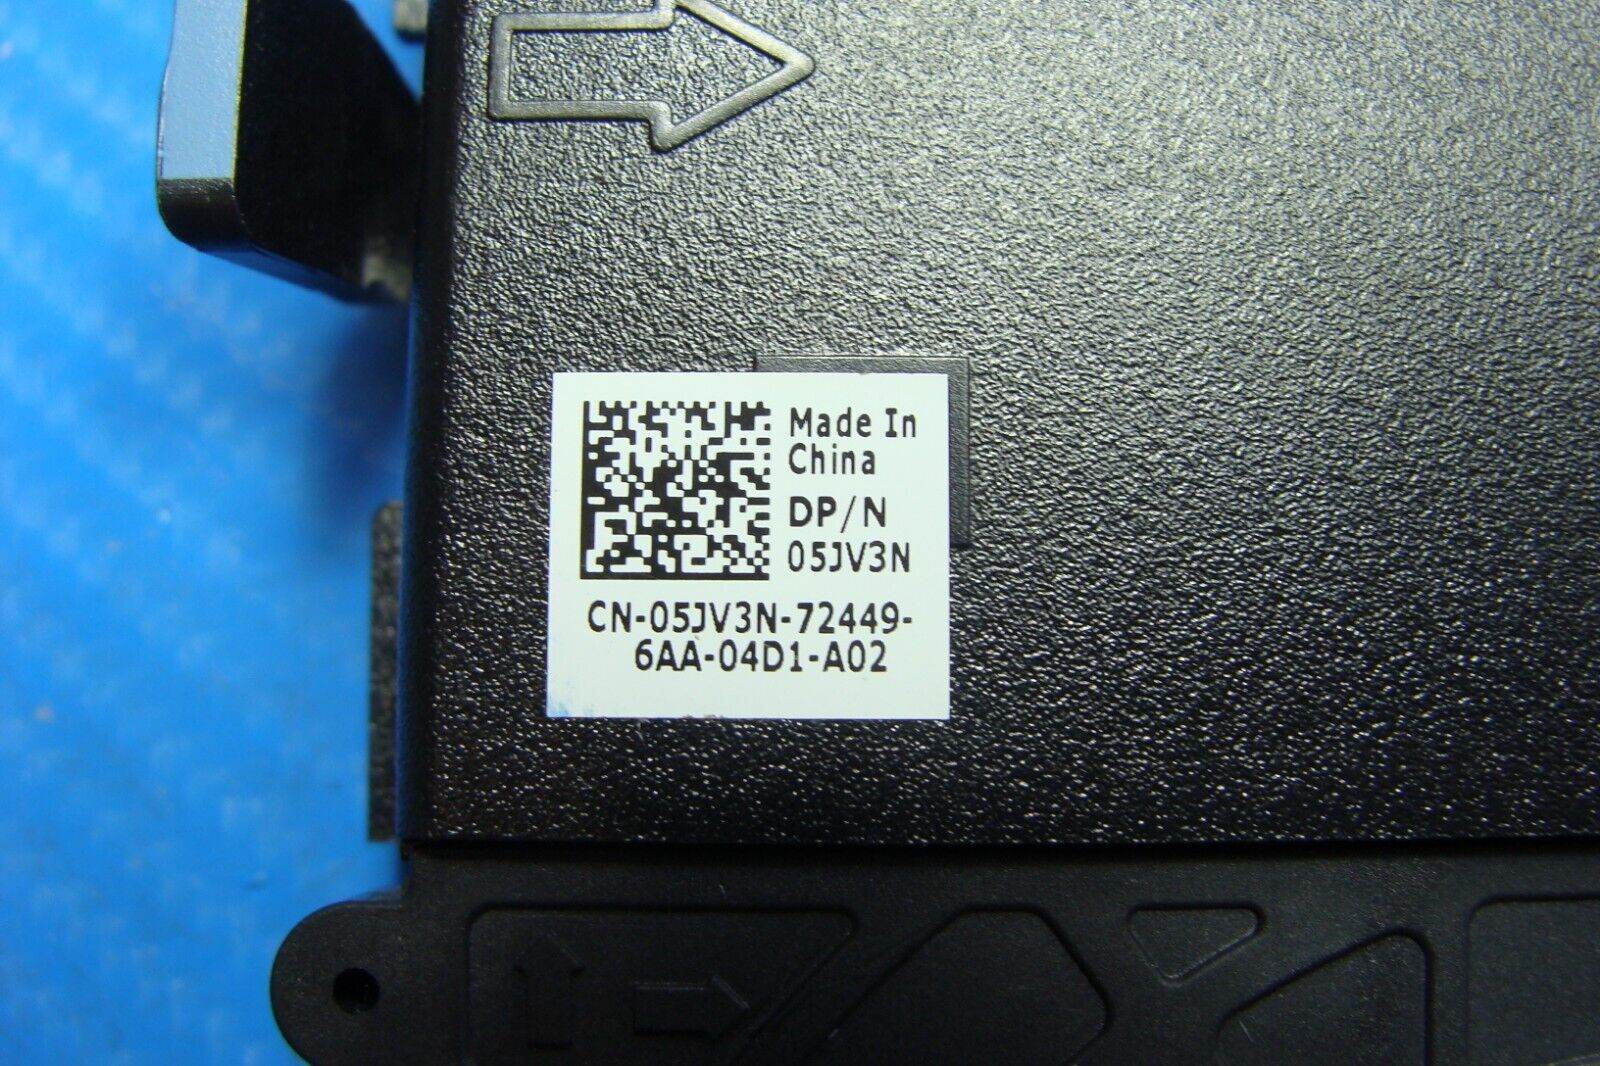 Made In
China
DP/N
05JV3N
CN-05JV3N-72449-
6AA-04D1-A02